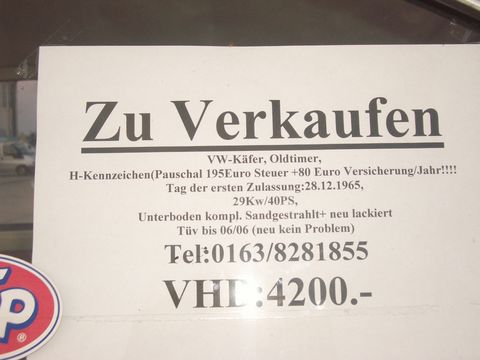 Zu Verkaufen
VW-Käfer, Oldtimer,
H-Kennzeichen(Pauschal 195Euro Steuer +80 Euro Versicherung/Jahr!!!!
Tag der ersten Zulassung:28.12.1965,
29Kw/40PS,
Unterboden kompl. Sandgestrahlt+ neu lackiert
Tüv bis 06/06 (neu kein Problem)
Tel:0163/8281855
VHD:4200.-
TP
®